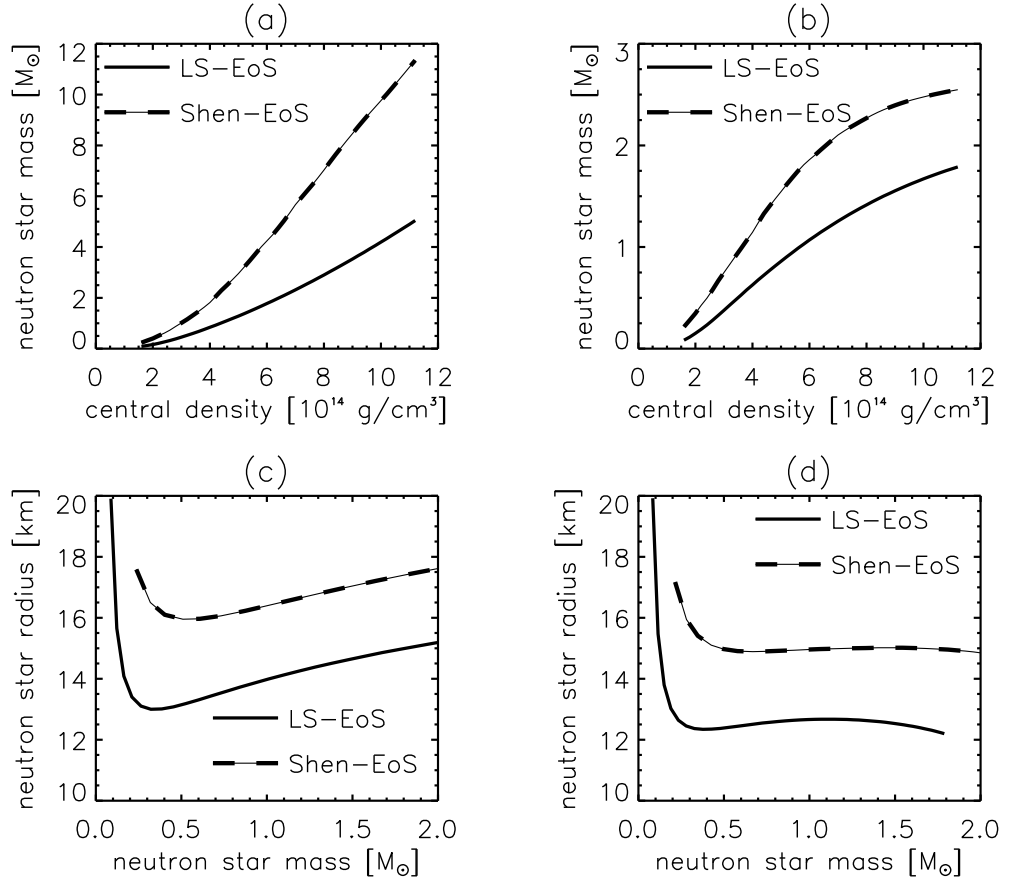 (a)
neutron star mass [M⊙]
12
10
8
6
4
2
0
LS−EoS
Shen−EoS
0 2 4 6 8 10 12
central density [10¹⁴ g/cm³]
(b)
neutron star mass [M⊙]
3
2
1
0
LS−EoS
Shen−EoS
0 2 4 6 8 10 12
central density [10¹⁴ g/cm³]
(c)
neutron star radius [km]
20
18
16
14
12
10
LS−EoS
Shen−EoS
0.0 0.5 1.0 1.5 2.0
neutron star mass [M⊙]
(d)
neutron star radius [km]
20
18
16
14
12
10
LS−EoS
Shen−EoS
0.0 0.5 1.0 1.5 2.0
neutron star mass [M⊙]